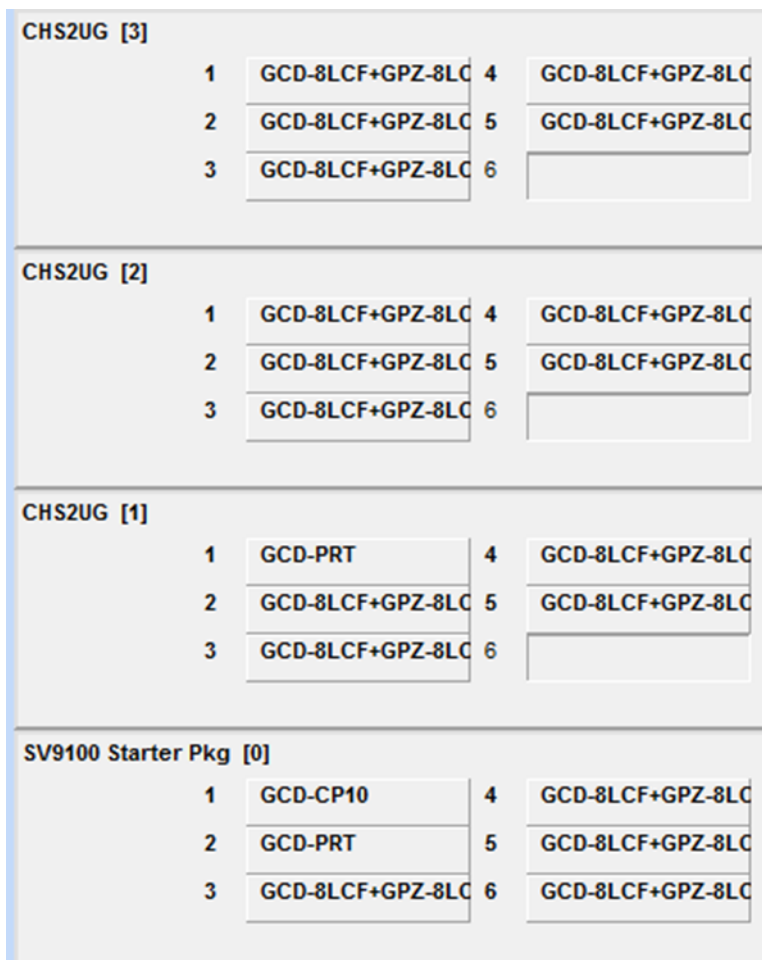 CHS2UG [3]
1 GCD-8LCF+GPZ-8LC 4 GCD-8LCF+GPZ-8LC
2 GCD-8LCF+GPZ-8LC 5 GCD-8LCF+GPZ-8LC
3 GCD-8LCF+GPZ-8LC 6
CHS2UG [2]
1 GCD-8LCF+GPZ-8LC 4 GCD-8LCF+GPZ-8LC
2 GCD-8LCF+GPZ-8LC 5 GCD-8LCF+GPZ-8LC
3 GCD-8LCF+GPZ-8LC 6
CHS2UG [1]
1 GCD-PRT 4 GCD-8LCF+GPZ-8LC
2 GCD-8LCF+GPZ-8LC 5 GCD-8LCF+GPZ-8LC
3 GCD-8LCF+GPZ-8LC 6
SV9100 Starter Pkg [0]
1 GCD-CP10 4 GCD-8LCF+GPZ-8LC
2 GCD-PRT 5 GCD-8LCF+GPZ-8LC
3 GCD-8LCF+GPZ-8LC 6 GCD-8LCF+GPZ-8LC